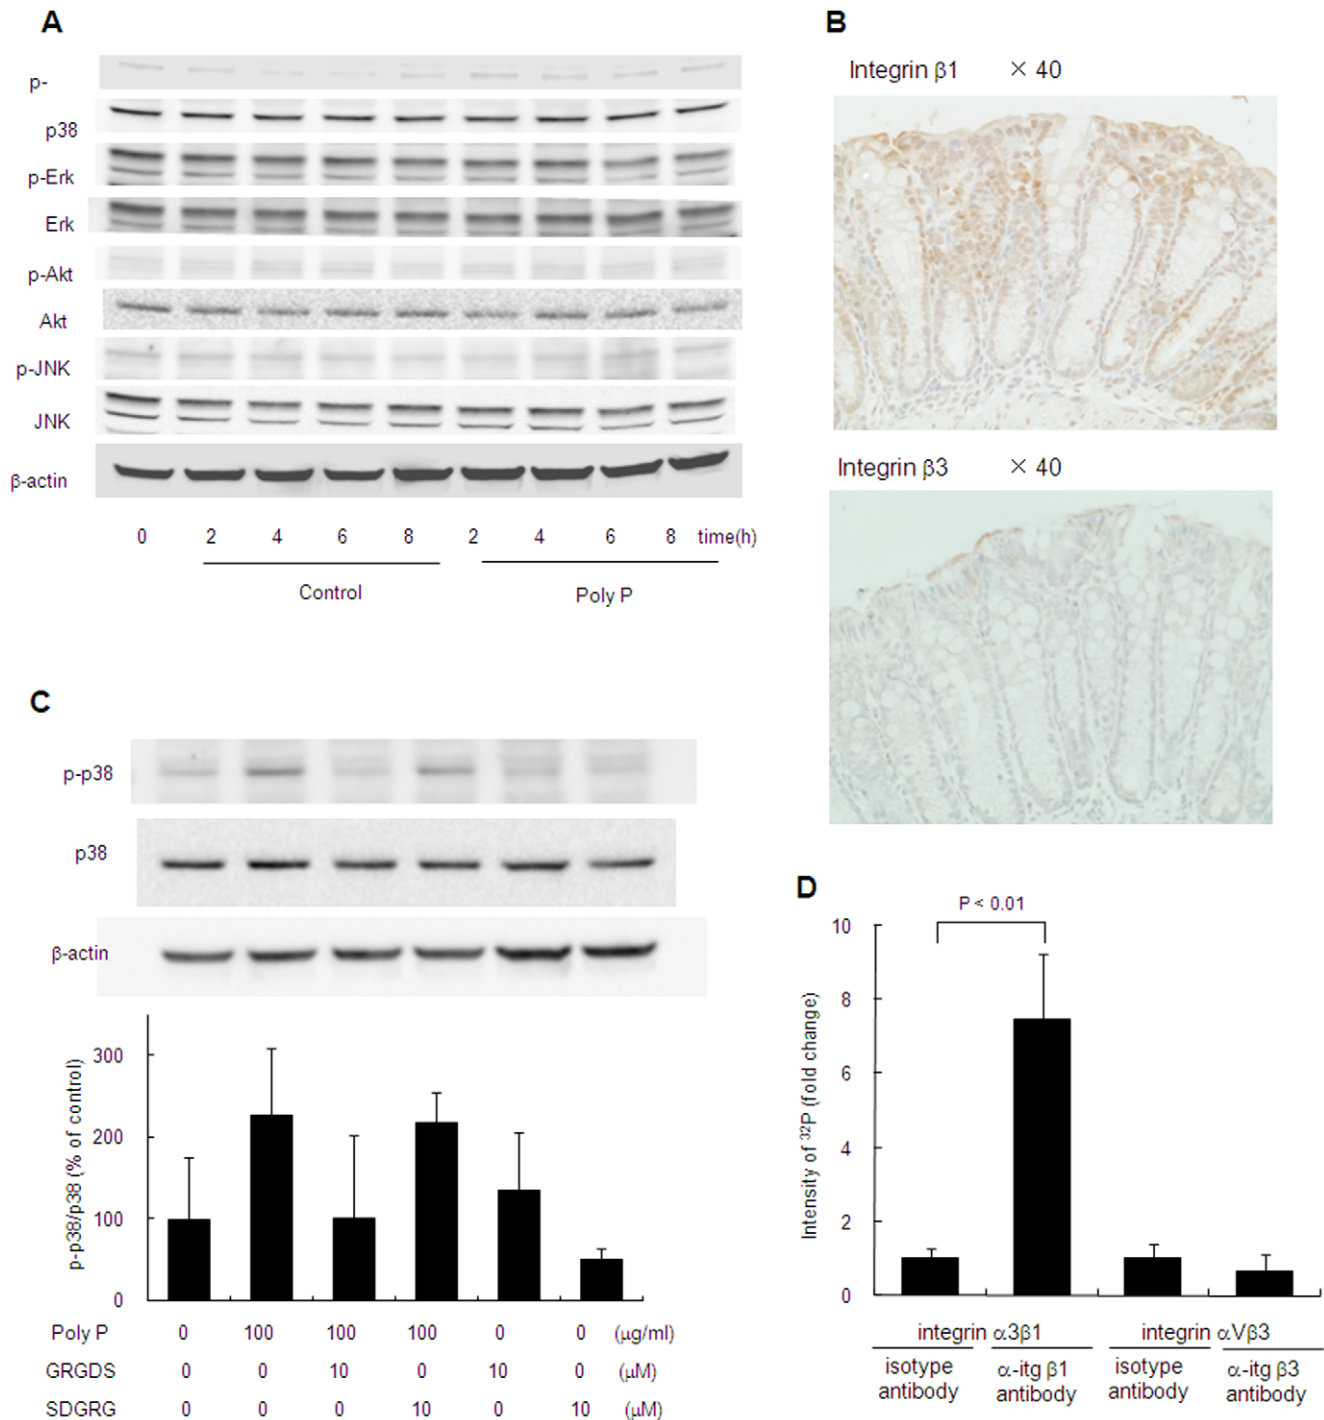 A
p-
p38
p-Erk
Erk
p-Akt
Akt
p-JNK
JNK
β-actin
0 2 4 6 8 2 4 6 8 time(h)
Control Poly P
B
Integrin β1 × 40
Integrin β3 × 40
C
p-p38
p38
β-actin
p-p38/p38 (% of control)
300
200
100
0
Poly P 0 100 100 100 0 0 (μg/ml)
GRGDS 0 0 10 0 10 0 (μM)
SDGRG 0 0 0 10 0 10 (μM)
D
P < 0.01
Intensity of ³²P (fold change)
10
8
6
4
2
0
integrin α3β1 integrin αVβ3
isotype α-itg β1 isotype α-itg β3
antibody antibody antibody antibody